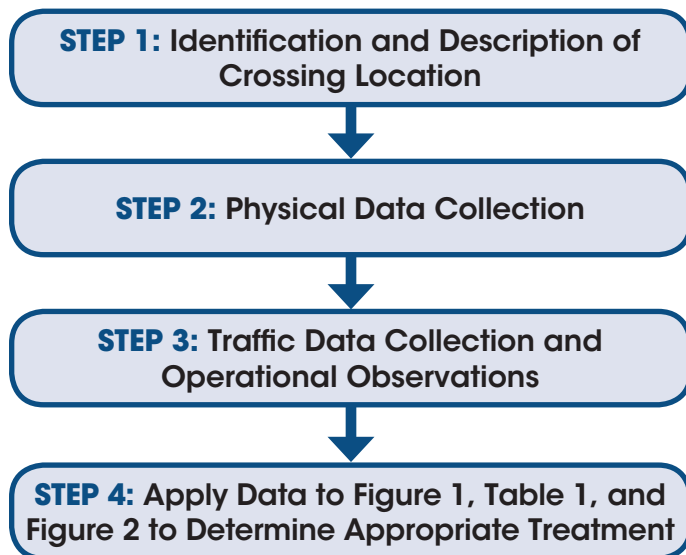 STEP 1: Identification and Description of
Crossing Location
STEP 2: Physical Data Collection
STEP 3: Traffic Data Collection and
Operational Observations
STEP 4: Apply Data to Figure 1, Table 1, and
Figure 2 to Determine Appropriate Treatment